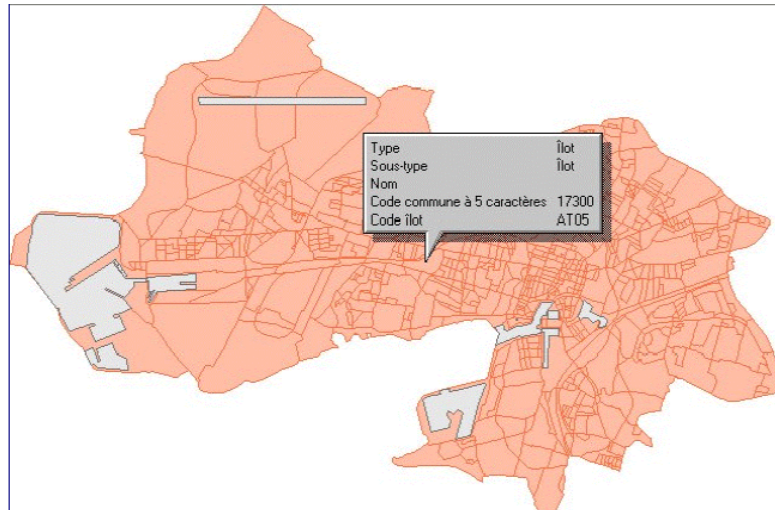 Type Îlot
Sous-type Îlot
Nom
Code commune à 5 caractères 17300
Code îlot AT05